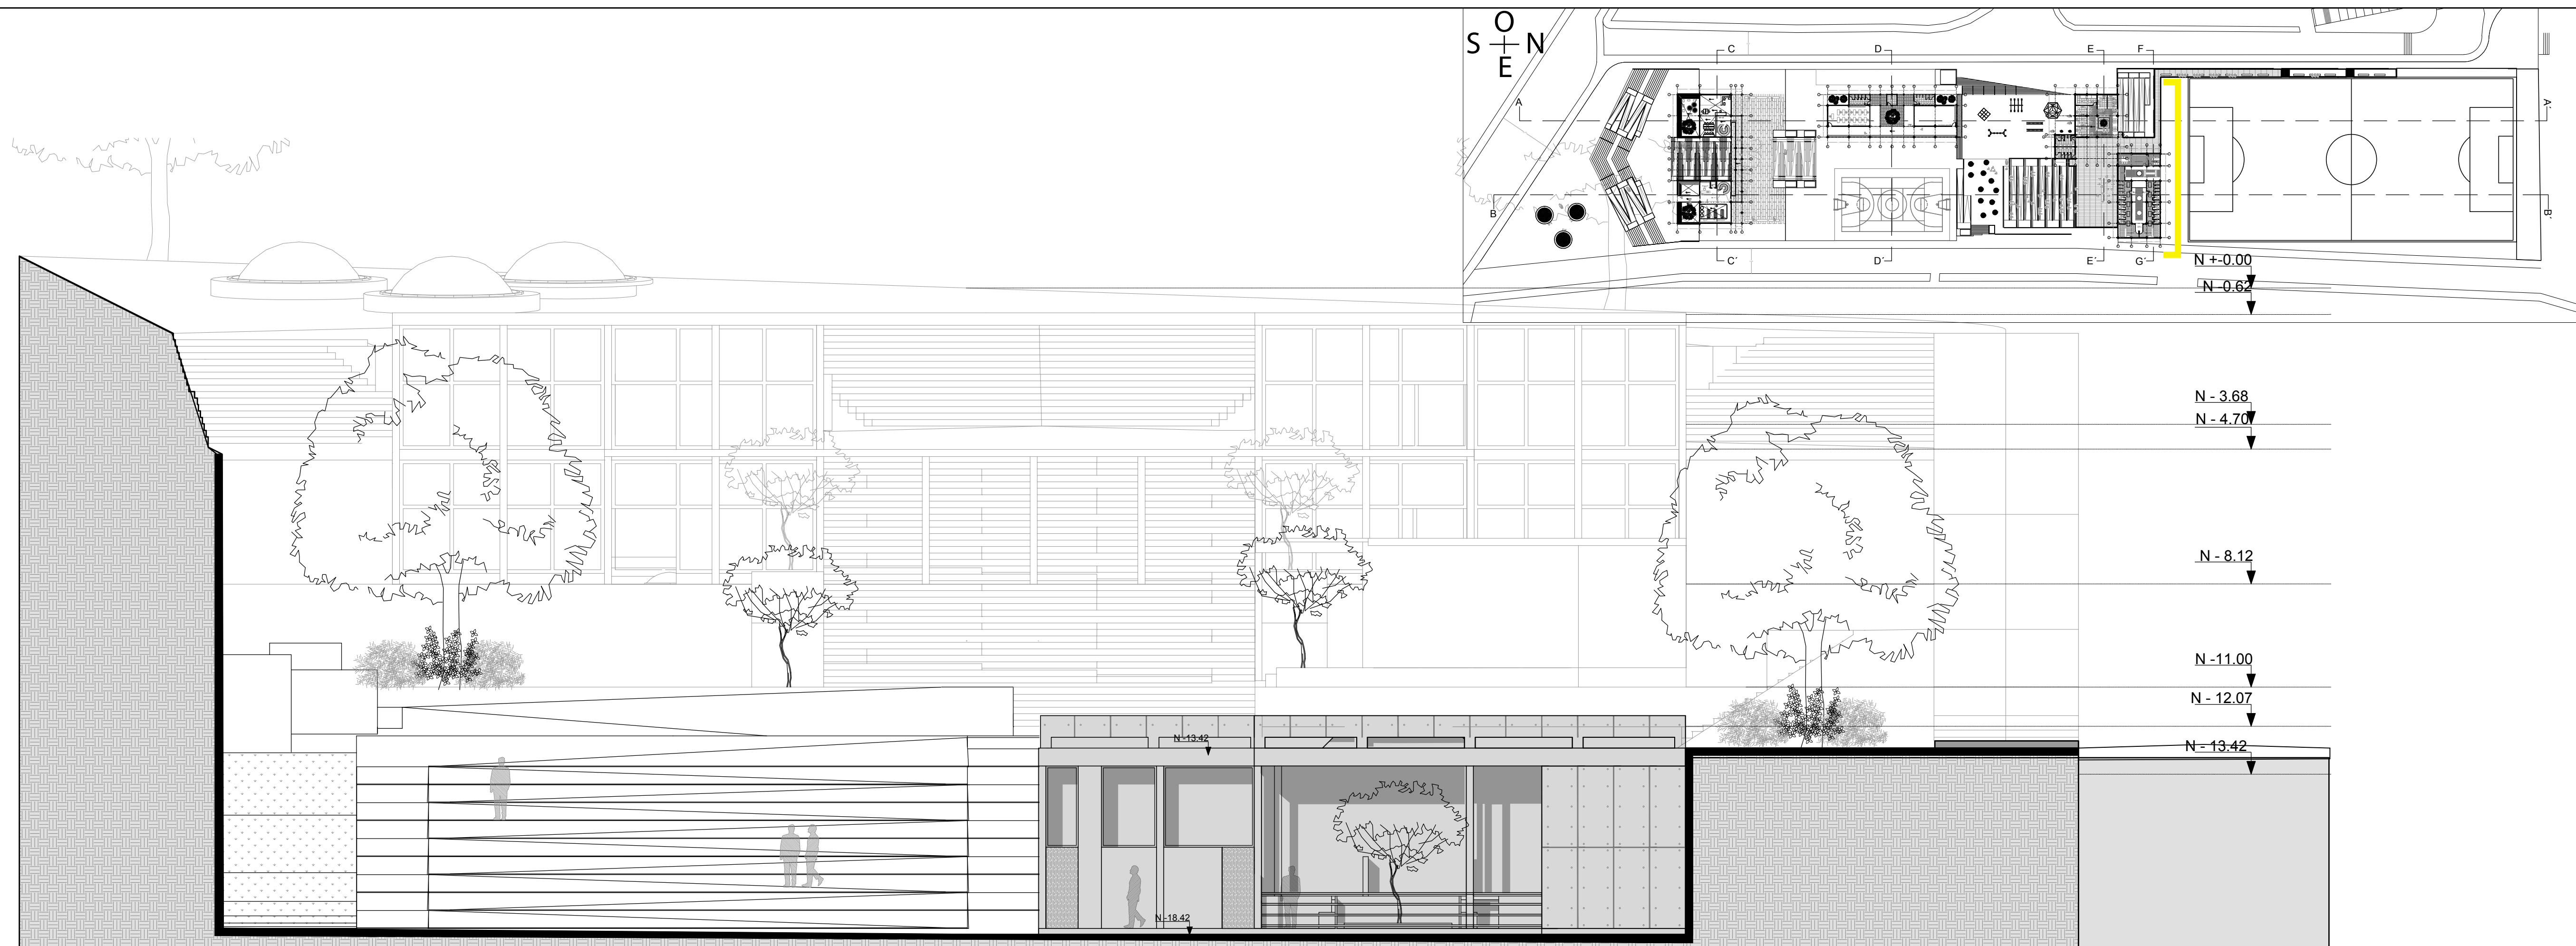 O
S N
E
C D E F
A A´
B B´
C´ D´ E´ G´
N +-0.00
N -0.62
N - 3.68
N - 4.70
N - 8.12
N -11.00
N - 12.07
N - 13.42
N -13.42
N -18.42